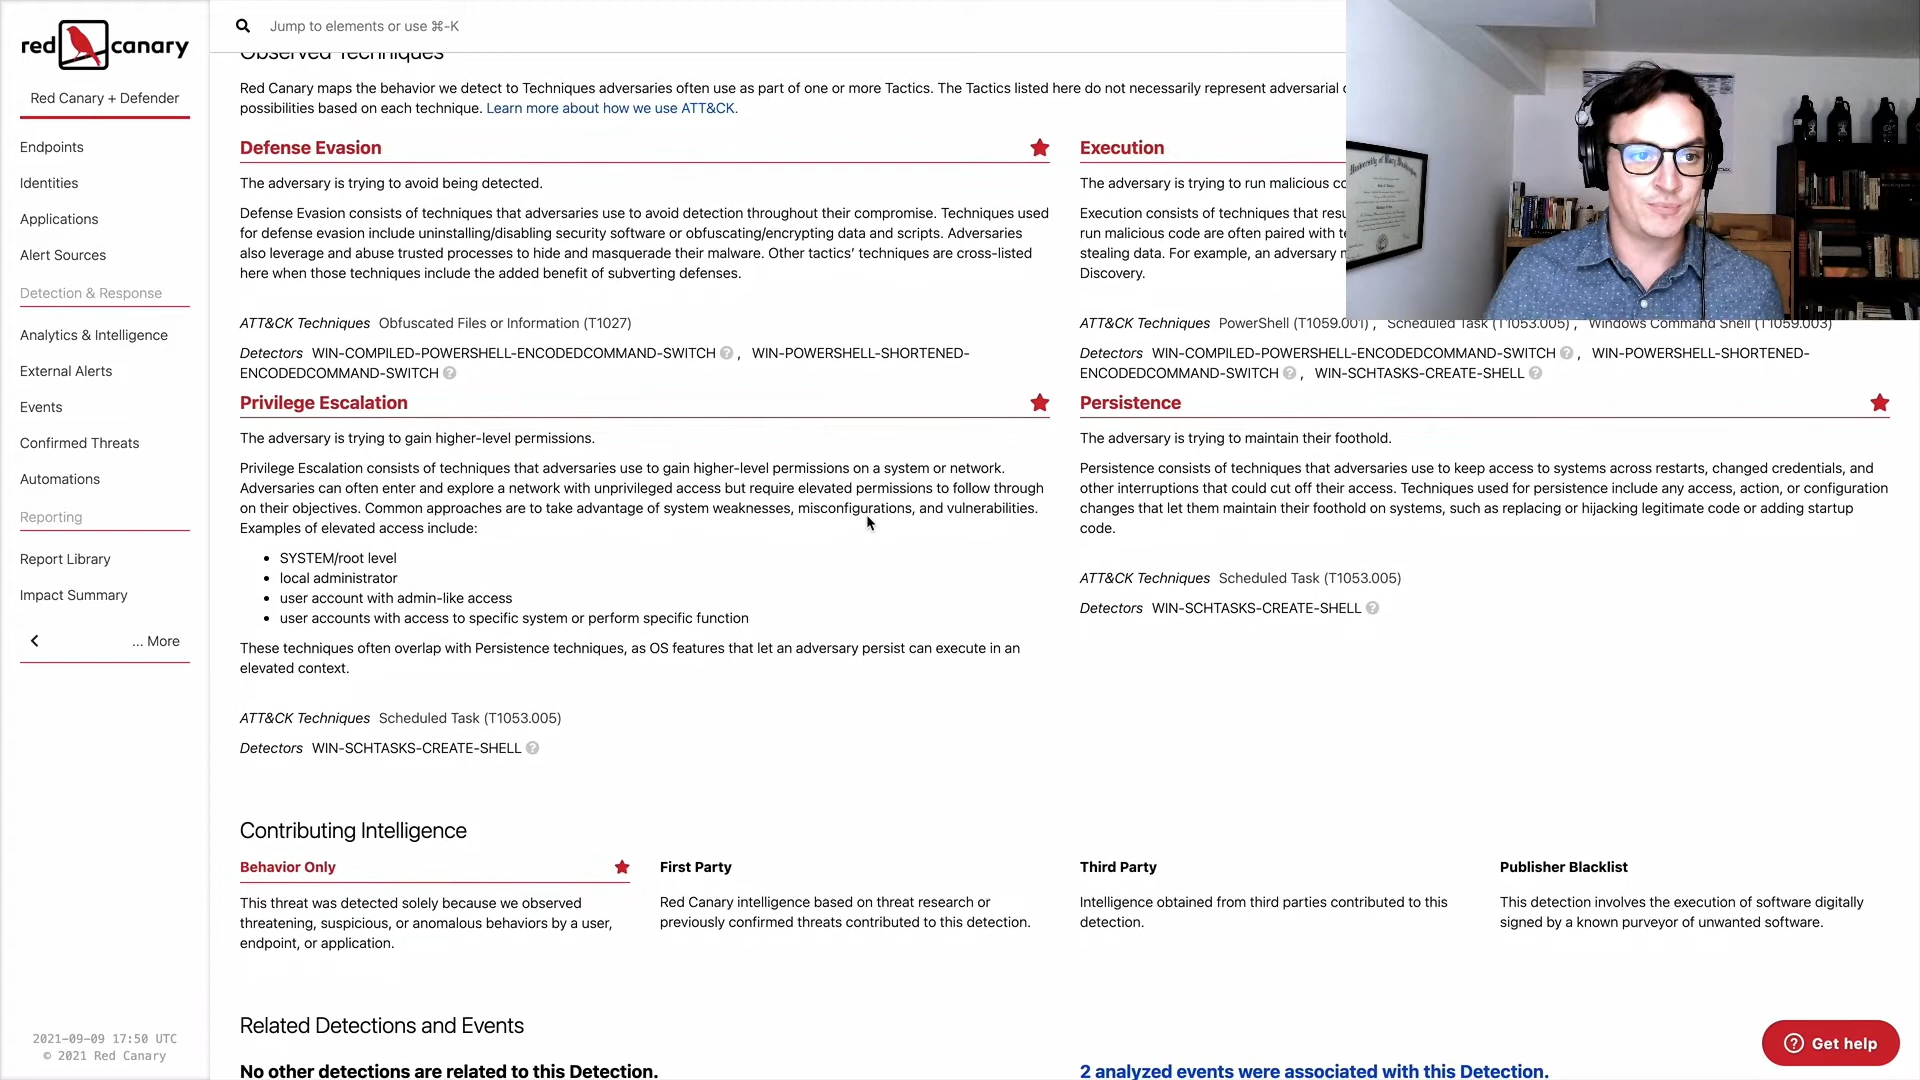 red canary
Red Canary + Defender
Endpoints
Identities
Applications
Alert Sources
Detection & Response
Analytics & Intelligence
External Alerts
Events
Confirmed Threats
Automations
Reporting
Report Library
Impact Summary
... More
2021-09-09 17:50 UTC
© 2021 Red Canary
Jump to elements or use ⌘-K
Observed Techniques
Red Canary maps the behavior we detect to Techniques adversaries often use as part of one or more Tactics. The Tactics listed here do not necessarily represent adversarial
possibilities based on each technique. Learn more about how we use ATT&CK.
Defense Evasion
The adversary is trying to avoid being detected.
Defense Evasion consists of techniques that adversaries use to avoid detection throughout their compromise. Techniques used
for defense evasion include uninstalling/disabling security software or obfuscating/encrypting data and scripts. Adversaries
also leverage and abuse trusted processes to hide and masquerade their malware. Other tactics’ techniques are cross-listed
here when those techniques include the added benefit of subverting defenses.
ATT&CK Techniques Obfuscated Files or Information (T1027)
Detectors WIN-COMPILED-POWERSHELL-ENCODEDCOMMAND-SWITCH ? , WIN-POWERSHELL-SHORTENED-
ENCODEDCOMMAND-SWITCH ?
Execution
The adversary is trying to run malicious
Execution consists of techniques that
run malicious code are often paired with
stealing data. For example, an adversary
Discovery.
ATT&CK Techniques PowerShell (T1059.001) , Scheduled Task (T1053.005) , Windows Command Shell (T1059.003)
Detectors WIN-COMPILED-POWERSHELL-ENCODEDCOMMAND-SWITCH ? , WIN-POWERSHELL-SHORTENED-
ENCODEDCOMMAND-SWITCH ? , WIN-SCHTASKS-CREATE-SHELL ?
Privilege Escalation
The adversary is trying to gain higher-level permissions.
Privilege Escalation consists of techniques that adversaries use to gain higher-level permissions on a system or network.
Adversaries can often enter and explore a network with unprivileged access but require elevated permissions to follow through
on their objectives. Common approaches are to take advantage of system weaknesses, misconfigurations, and vulnerabilities.
Examples of elevated access include:
• SYSTEM/root level
• local administrator
• user account with admin-like access
• user accounts with access to specific system or perform specific function
These techniques often overlap with Persistence techniques, as OS features that let an adversary persist can execute in an
elevated context.
ATT&CK Techniques Scheduled Task (T1053.005)
Detectors WIN-SCHTASKS-CREATE-SHELL ?
Persistence
The adversary is trying to maintain their foothold.
Persistence consists of techniques that adversaries use to keep access to systems across restarts, changed credentials, and
other interruptions that could cut off their access. Techniques used for persistence include any access, action, or configuration
changes that let them maintain their foothold on systems, such as replacing or hijacking legitimate code or adding startup
code.
ATT&CK Techniques Scheduled Task (T1053.005)
Detectors WIN-SCHTASKS-CREATE-SHELL ?
Contributing Intelligence
Behavior Only
This threat was detected solely because we observed
threatening, suspicious, or anomalous behaviors by a user,
endpoint, or application.
First Party
Red Canary intelligence based on threat research or
previously confirmed threats contributed to this detection.
Third Party
Intelligence obtained from third parties contributed to this
detection.
Publisher Blacklist
This detection involves the execution of software digitally
signed by a known purveyor of unwanted software.
Related Detections and Events
No other detections are related to this Detection.
2 analyzed events were associated with this Detection.
? Get help
University of Mary Washington